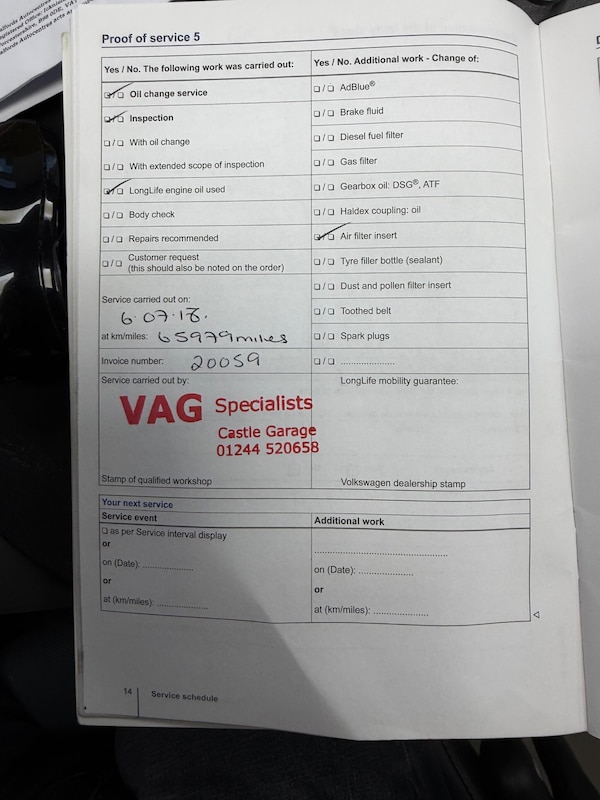 Proof of service 5
Yes / No. The following work was carried out:
☑/☐ Oil change service
☑/☐ Inspection
☐/☐ With oil change
☐/☐ With extended scope of inspection
☑/☐ LongLife engine oil used
☐/☐ Body check
☐/☐ Repairs recommended
☐/☐ Customer request
(this should also be noted on the order)
Service carried out on:
6.07.18.
at km/miles: 65979miles
Invoice number: 20059
Service carried out by:
VAG Specialists
Castle Garage
01244 520658
Stamp of qualified workshop
Yes / No. Additional work - Change of:
☐/☐ AdBlue®
☐/☐ Brake fluid
☐/☐ Diesel fuel filter
☐/☐ Gas filter
☐/☐ Gearbox oil: DSG®, ATF
☐/☐ Haldex coupling: oil
☑/☐ Air filter insert
☐/☐ Tyre filler bottle (sealant)
☐/☐ Dust and pollen filter insert
☐/☐ Toothed belt
☐/☐ Spark plugs
☐/☐ .....................
LongLife mobility guarantee:
Volkswagen dealership stamp
Your next service
Service event
☐ as per Service interval display
or
on (Date): ...................
or
at (km/miles): ...................
Additional work
..................................................
on (Date): ....................
or
at (km/miles): ....................
14 Service schedule